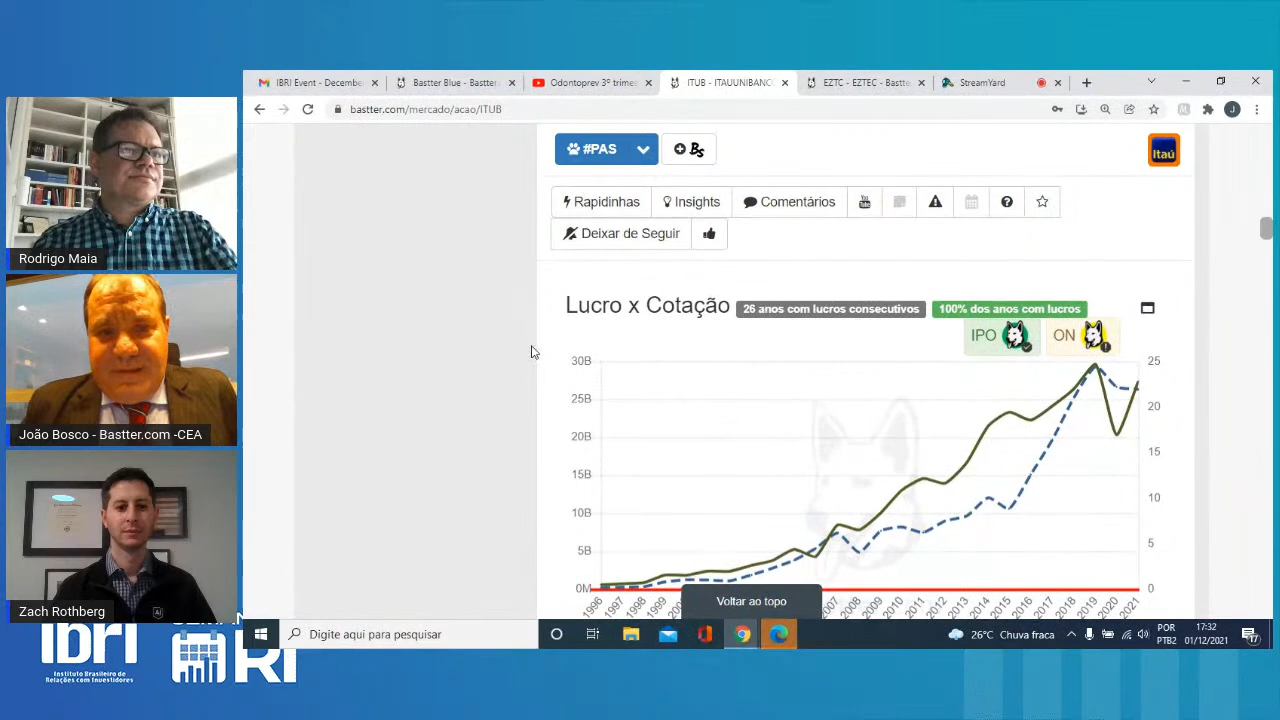 IBRI Event - Decembe
Bastter Blue - Bastter
Odontoprev 3º trimes
ITUB - ITAUUNIBANC
EZTC - EZTEC - Bastte
StreamYard
bastter.com/mercado/acao/ITUB
#PAS
Bs
Itaú
Rapidinhas
Insights
Comentários
Deixar de Seguir
Lucro x Cotação
26 anos com lucros consecutivos
100% dos anos com lucros
IPO
ON
30B
25B
20B
15B
10B
5B
0M
25
20
15
10
5
0
1996 1997 1998 1999 2007 2008 2009 2010 2011 2012 2013 2014 2015 2016 2017 2018 2019 2020 2021
Voltar ao topo
Digite aqui para pesquisar
26°C Chuva fraca
POR
PTB2
17:32
01/12/2021
17
Rodrigo Maia
João Bosco - Bastter.com -CEA
Zach Rothberg
IBRI
Instituto Brasileiro de
Relações com Investidores
RI